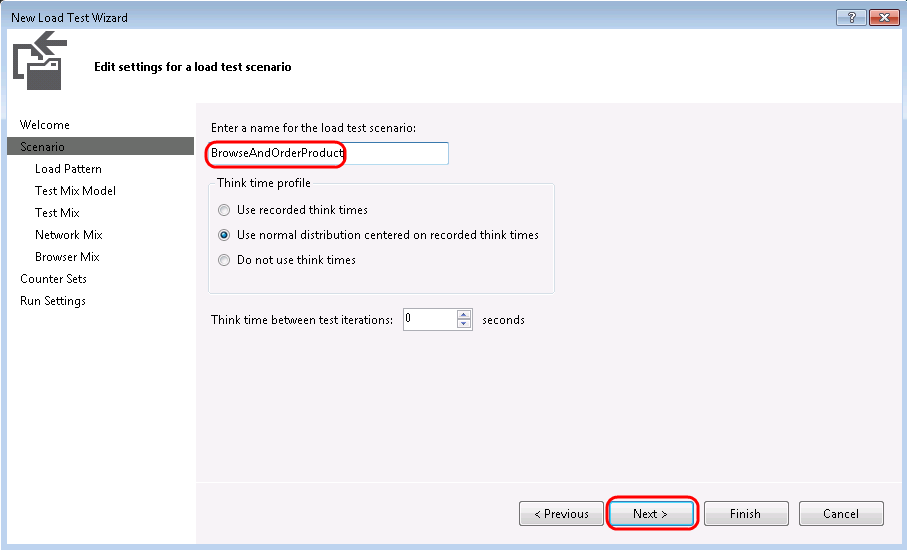 New Load Test Wizard
?
Edit settings for a load test scenario
Welcome
Scenario
Load Pattern
Test Mix Model
Test Mix
Network Mix
Browser Mix
Counter Sets
Run Settings
Enter a name for the load test scenario:
BrowseAndOrderProduct
Think time profile
Use recorded think times
Use normal distribution centered on recorded think times
Do not use think times
Think time between test iterations: 0 seconds
< Previous Next > Finish Cancel